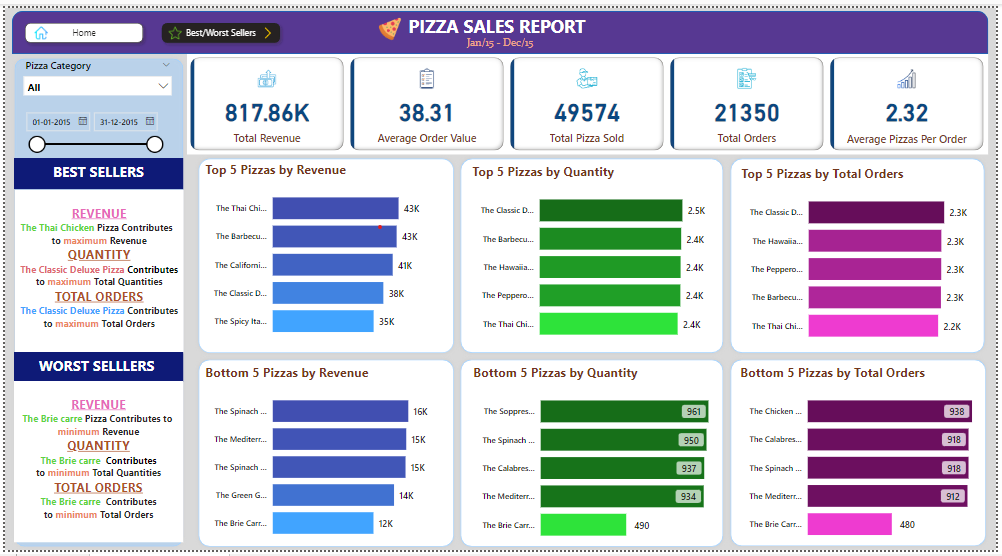 Home
Best/Worst Sellers
PIZZA SALES REPORT
Jan/15 - Dec/15
Pizza Category
All
01-01-2015
31-12-2015
817.86K
Total Revenue
38.31
Average Order Value
49574
Total Pizza Sold
21350
Total Orders
2.32
Average Pizzas Per Order
BEST SELLERS
REVENUE
The Thai Chicken Pizza Contributes
to maximum Revenue
QUANTITY
The Classic Deluxe Pizza Contributes
to maximum Total Quantities
TOTAL ORDERS
The Classic Deluxe Pizza Contributes
to maximum Total Orders
WORST SELLLERS
REVENUE
The Brie carre Pizza Contributes to
minimum Revenue
QUANTITY
The Brie carre Contributes
to minimum Total Quantities
TOTAL ORDERS
The Brie carre Contributes
to minimum Total Orders
Top 5 Pizzas by Revenue
The Thai Chi... 43K
The Barbecu... 43K
The Californi... 41K
The Classic D... 38K
The Spicy Ita... 35K
Top 5 Pizzas by Quantity
The Classic D... 2.5K
The Barbecu... 2.4K
The Hawaiia... 2.4K
The Peppero... 2.4K
The Thai Chi... 2.4K
Top 5 Pizzas by Total Orders
The Classic D... 2.3K
The Hawaiia... 2.3K
The Peppero... 2.3K
The Barbecu... 2.3K
The Thai Chi... 2.2K
Bottom 5 Pizzas by Revenue
The Spinach ... 16K
The Mediterr... 15K
The Spinach ... 15K
The Green G... 14K
The Brie Carr... 12K
Bottom 5 Pizzas by Quantity
The Soppres... 961
The Spinach ... 950
The Calabres... 937
The Mediterr... 934
The Brie Carr... 490
Bottom 5 Pizzas by Total Orders
The Chicken ... 938
The Calabres... 918
The Spinach ... 918
The Mediterr... 912
The Brie Carr... 480